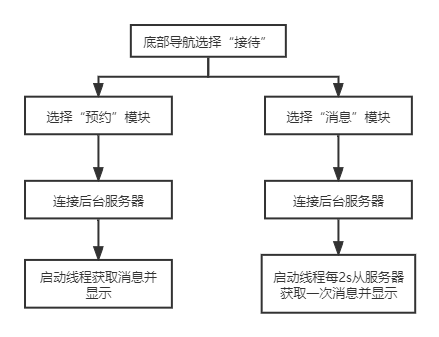 底部导航选择“接待”
选择“预约”模块
选择“消息”模块
连接后台服务器
连接后台服务器
启动线程获取消息并
显示
启动线程每2s从服务器
获取一次消息并显示